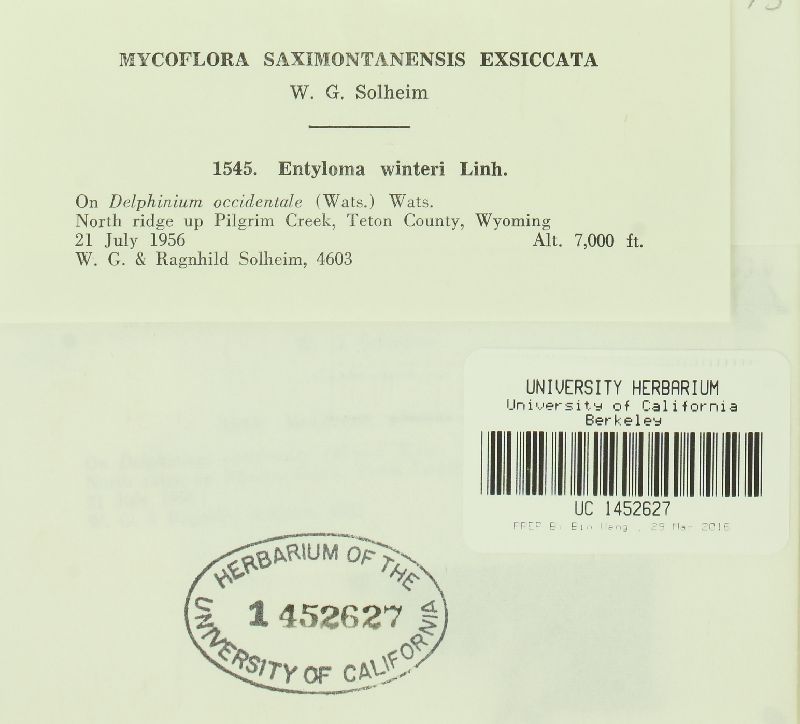 MYCOFLORA SAXIMONTANENSIS EXSICCATA
W. G. Solheim
1545. Entyloma winteri Linh.
On Delphinium occidentale (Wats.) Wats.
North ridge up Pilgrim Creek, Teton County, Wyoming
21 July 1956 Alt. 7,000 ft.
W. G. & Ragnhild Solheim, 4603
UNIVERSITY HERBARIUM
University of California
Berkeley
UC 1452627
HERBARIUM OF THE
1 452627
UNIVERSITY OF CALIFORNIA